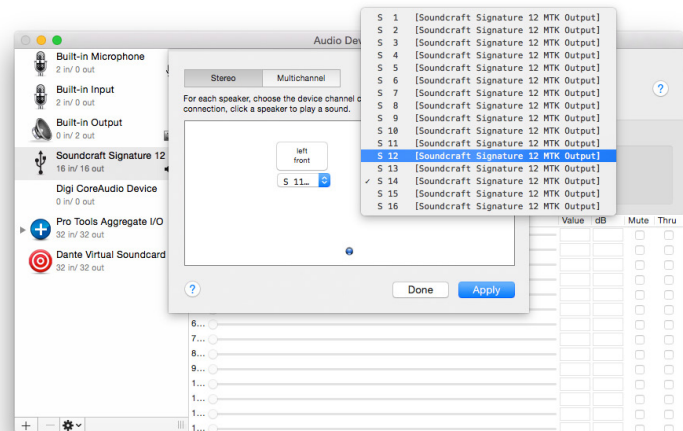 Audio Dev
Built-in Microphone
2 in/ 0 out
Built-in Input
2 in/ 0 out
Built-in Output
0 in/ 2 out
Soundcraft Signature 12
16 in/ 16 out
Digi CoreAudio Device
0 in/ 0 out
Pro Tools Aggregate I/O
32 in/ 32 out
Dante Virtual Soundcard
32 in/ 32 out
Stereo Multichannel
For each speaker, choose the device channel
connection, click a speaker to play a sound.
left
front
S 11...
S 1 [Soundcraft Signature 12 MTK Output]
S 2 [Soundcraft Signature 12 MTK Output]
S 3 [Soundcraft Signature 12 MTK Output]
S 4 [Soundcraft Signature 12 MTK Output]
S 5 [Soundcraft Signature 12 MTK Output]
S 6 [Soundcraft Signature 12 MTK Output]
S 7 [Soundcraft Signature 12 MTK Output]
S 8 [Soundcraft Signature 12 MTK Output]
S 9 [Soundcraft Signature 12 MTK Output]
S 10 [Soundcraft Signature 12 MTK Output]
S 11 [Soundcraft Signature 12 MTK Output]
S 12 [Soundcraft Signature 12 MTK Output]
S 13 [Soundcraft Signature 12 MTK Output]
✓ S 14 [Soundcraft Signature 12 MTK Output]
S 15 [Soundcraft Signature 12 MTK Output]
S 16 [Soundcraft Signature 12 MTK Output]
?
Value dB Mute Thru
? Done Apply
6...
7...
8...
9...
1...
1...
1...
1...